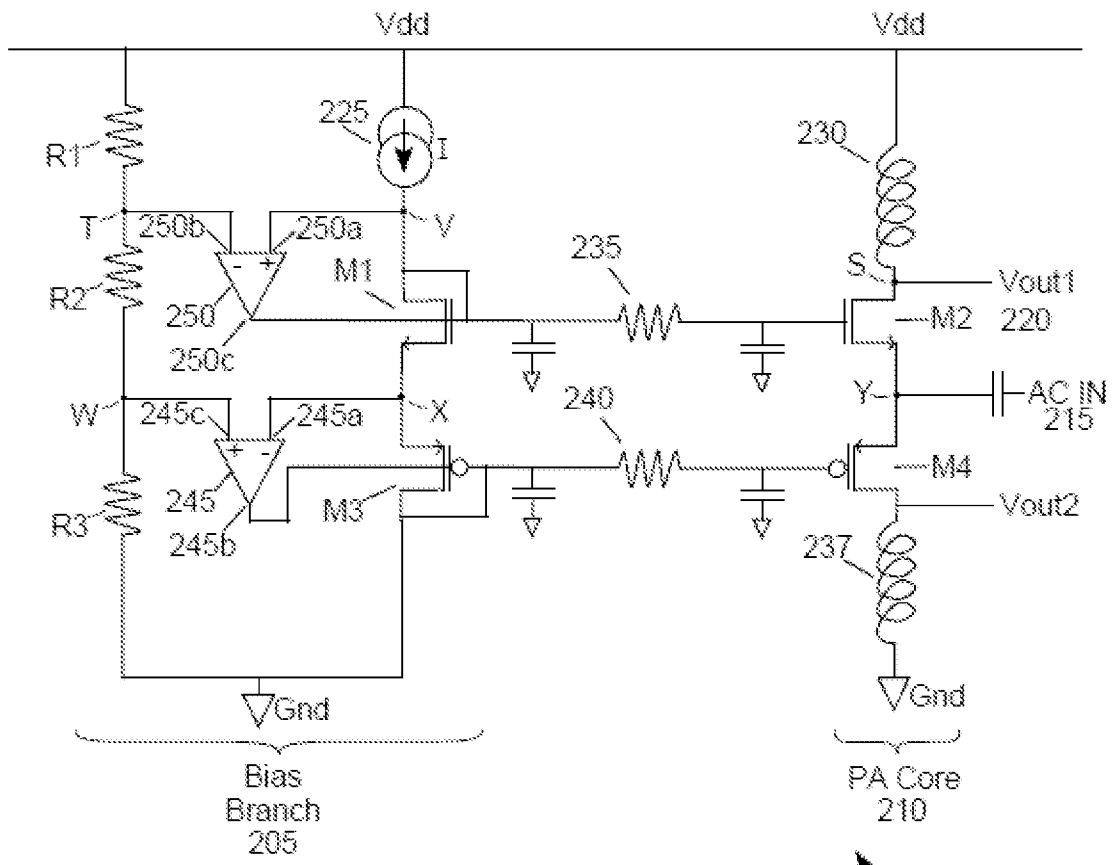 Vdd
Vdd
225
I
R1
230
T
250b
250a
V
235
S
Vout1
M1
R2
250
M2
220
250c
W
245c
245a
X
240
Y
AC IN
215
R3
245
M3
M4
245b
Vout2
237
Gnd
Gnd
Bias
Branch
205
PA Core
210
- +
+ -